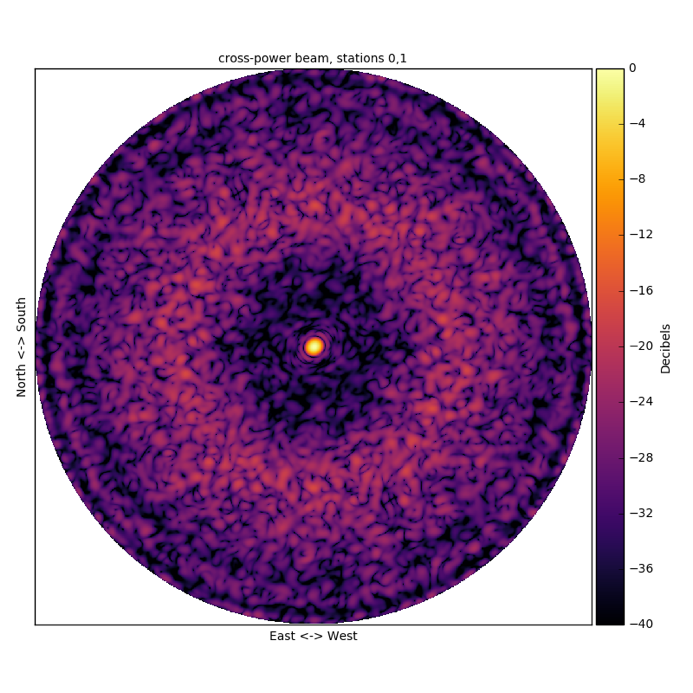 cross-power beam, stations 0,1
0
−4
−8
−12
−16
−20
−24
−28
−32
−36
−40
Decibels
North <-> South
East <-> West